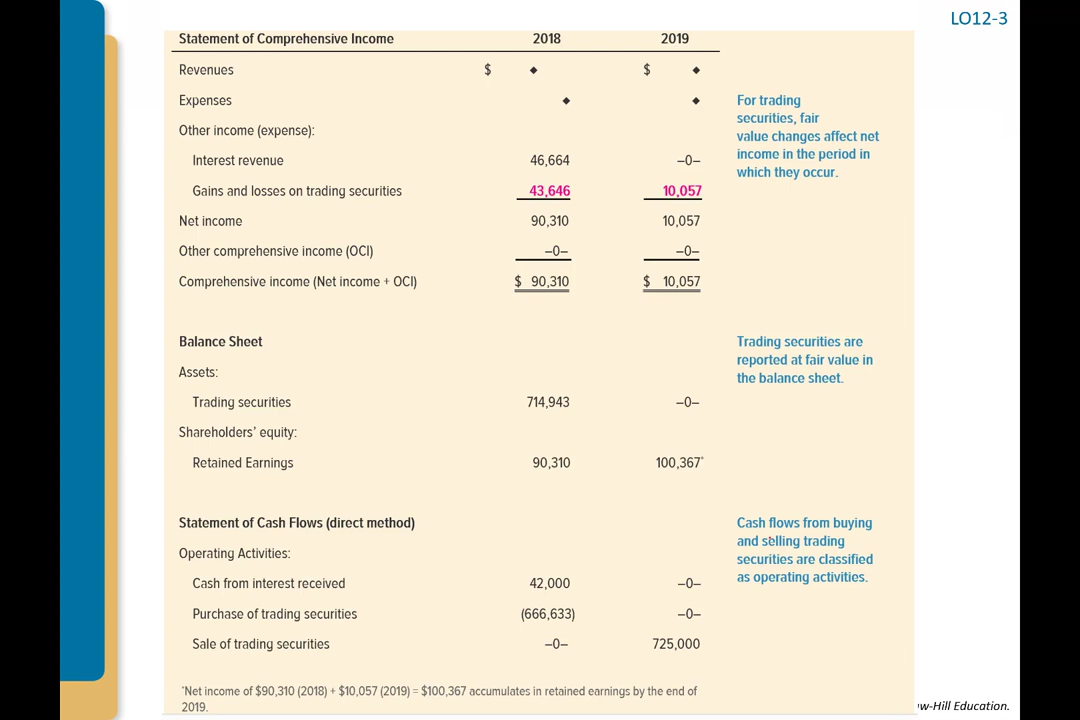 LO12-3
Statement of Comprehensive Income 2018 2019
Revenues $ ◆ $ ◆
Expenses ◆ ◆
Other income (expense):
Interest revenue 46,664 –0–
Gains and losses on trading securities 43,646 10,057
Net income 90,310 10,057
Other comprehensive income (OCI) –0– –0–
Comprehensive income (Net income + OCI) $ 90,310 $ 10,057
For trading
securities, fair
value changes affect net
income in the period in
which they occur.
Balance Sheet
Assets:
Trading securities 714,943 –0–
Shareholders’ equity:
Retained Earnings 90,310 100,367*
Trading securities are
reported at fair value in
the balance sheet.
Statement of Cash Flows (direct method)
Operating Activities:
Cash from interest received 42,000 –0–
Purchase of trading securities (666,633) –0–
Sale of trading securities –0– 725,000
Cash flows from buying
and selling trading
securities are classified
as operating activities.
*Net income of $90,310 (2018) + $10,057 (2019) = $100,367 accumulates in retained earnings by the end of
2019.
w-Hill Education.